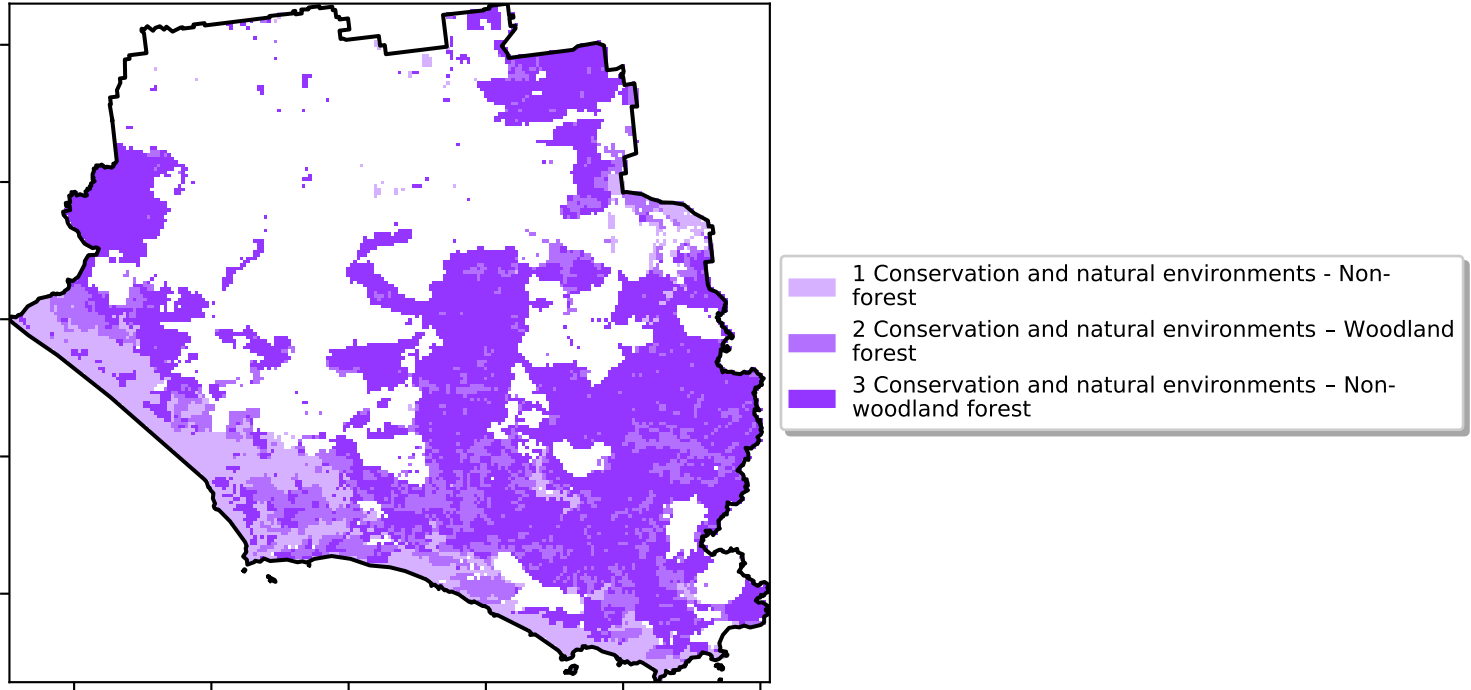 1 Conservation and natural environments - Non-
forest
2 Conservation and natural environments – Woodland
forest
3 Conservation and natural environments – Non-
woodland forest